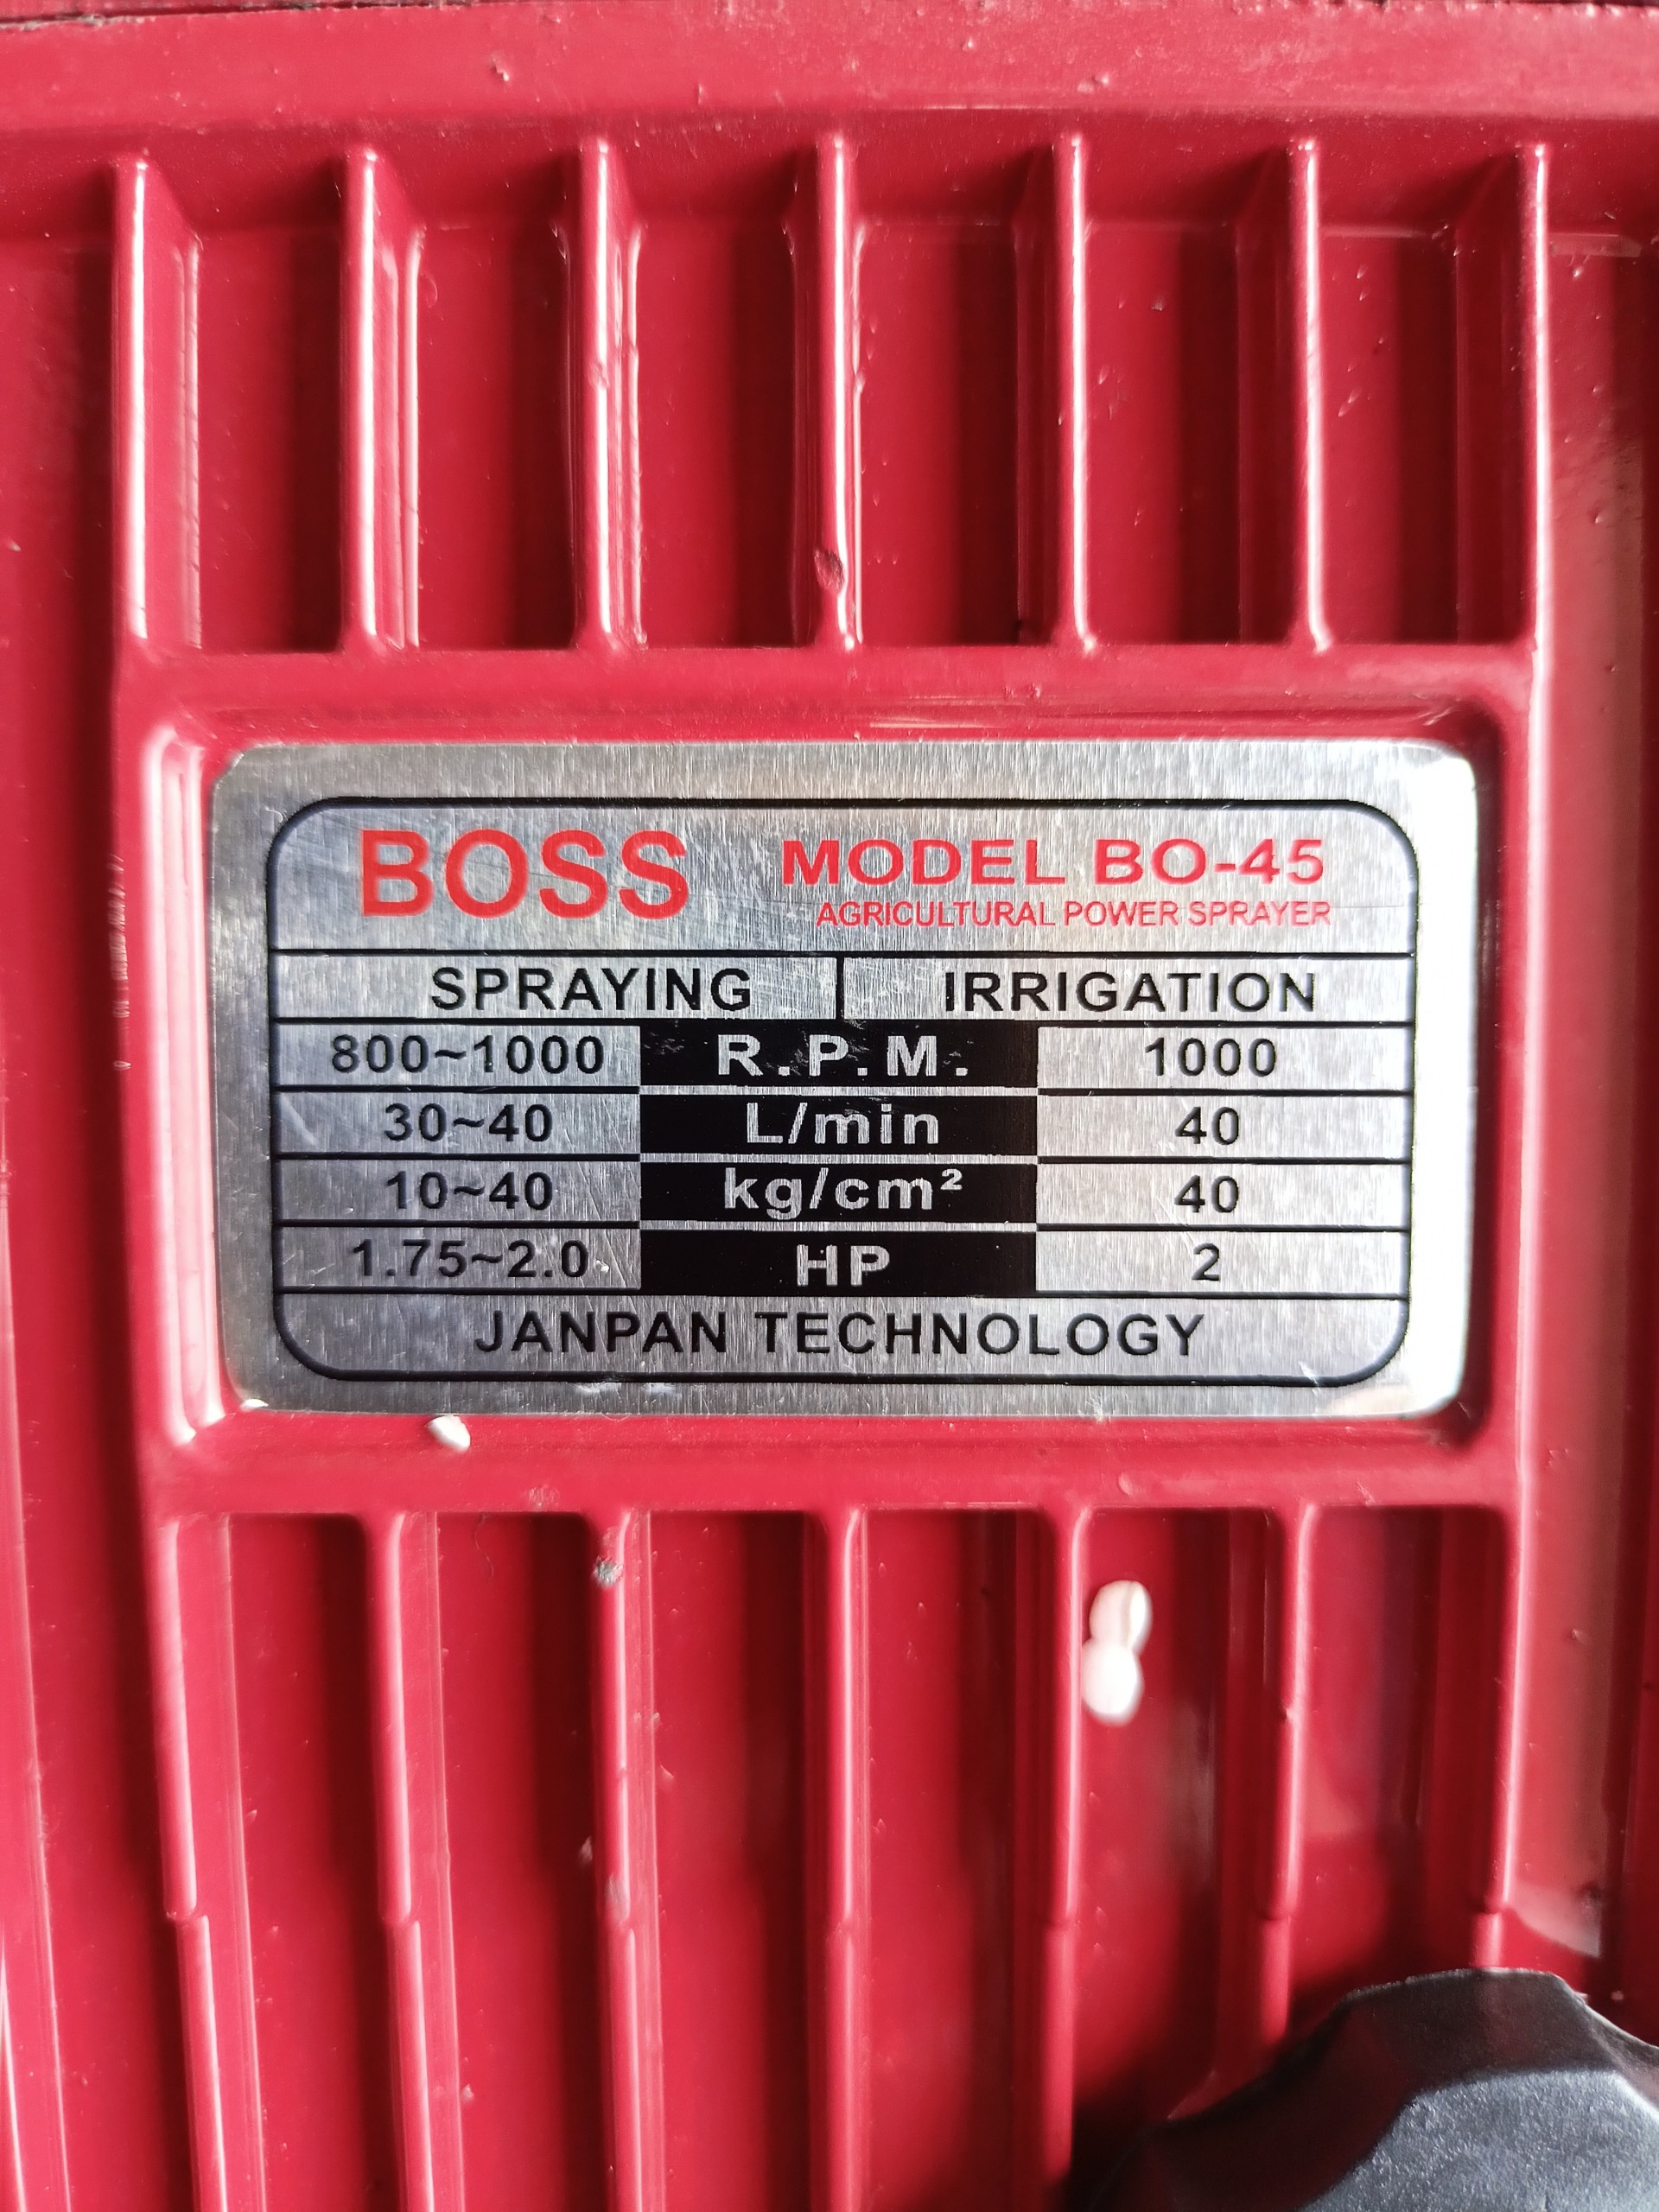 BOSS MODEL BO-45
AGRICULTURAL POWER SPRAYER
SPRAYING IRRIGATION
800~1000 R.P.M. 1000
30~40 L/min 40
10~40 kg/cm² 40
1.75~2.0 HP 2
JANPAN TECHNOLOGY